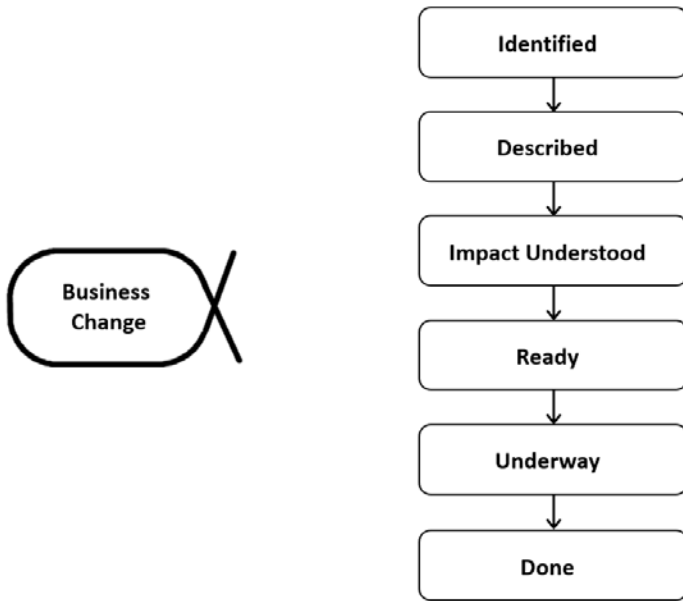 Identified
Described
Impact Understood
Business
Change
Ready
Underway
Done